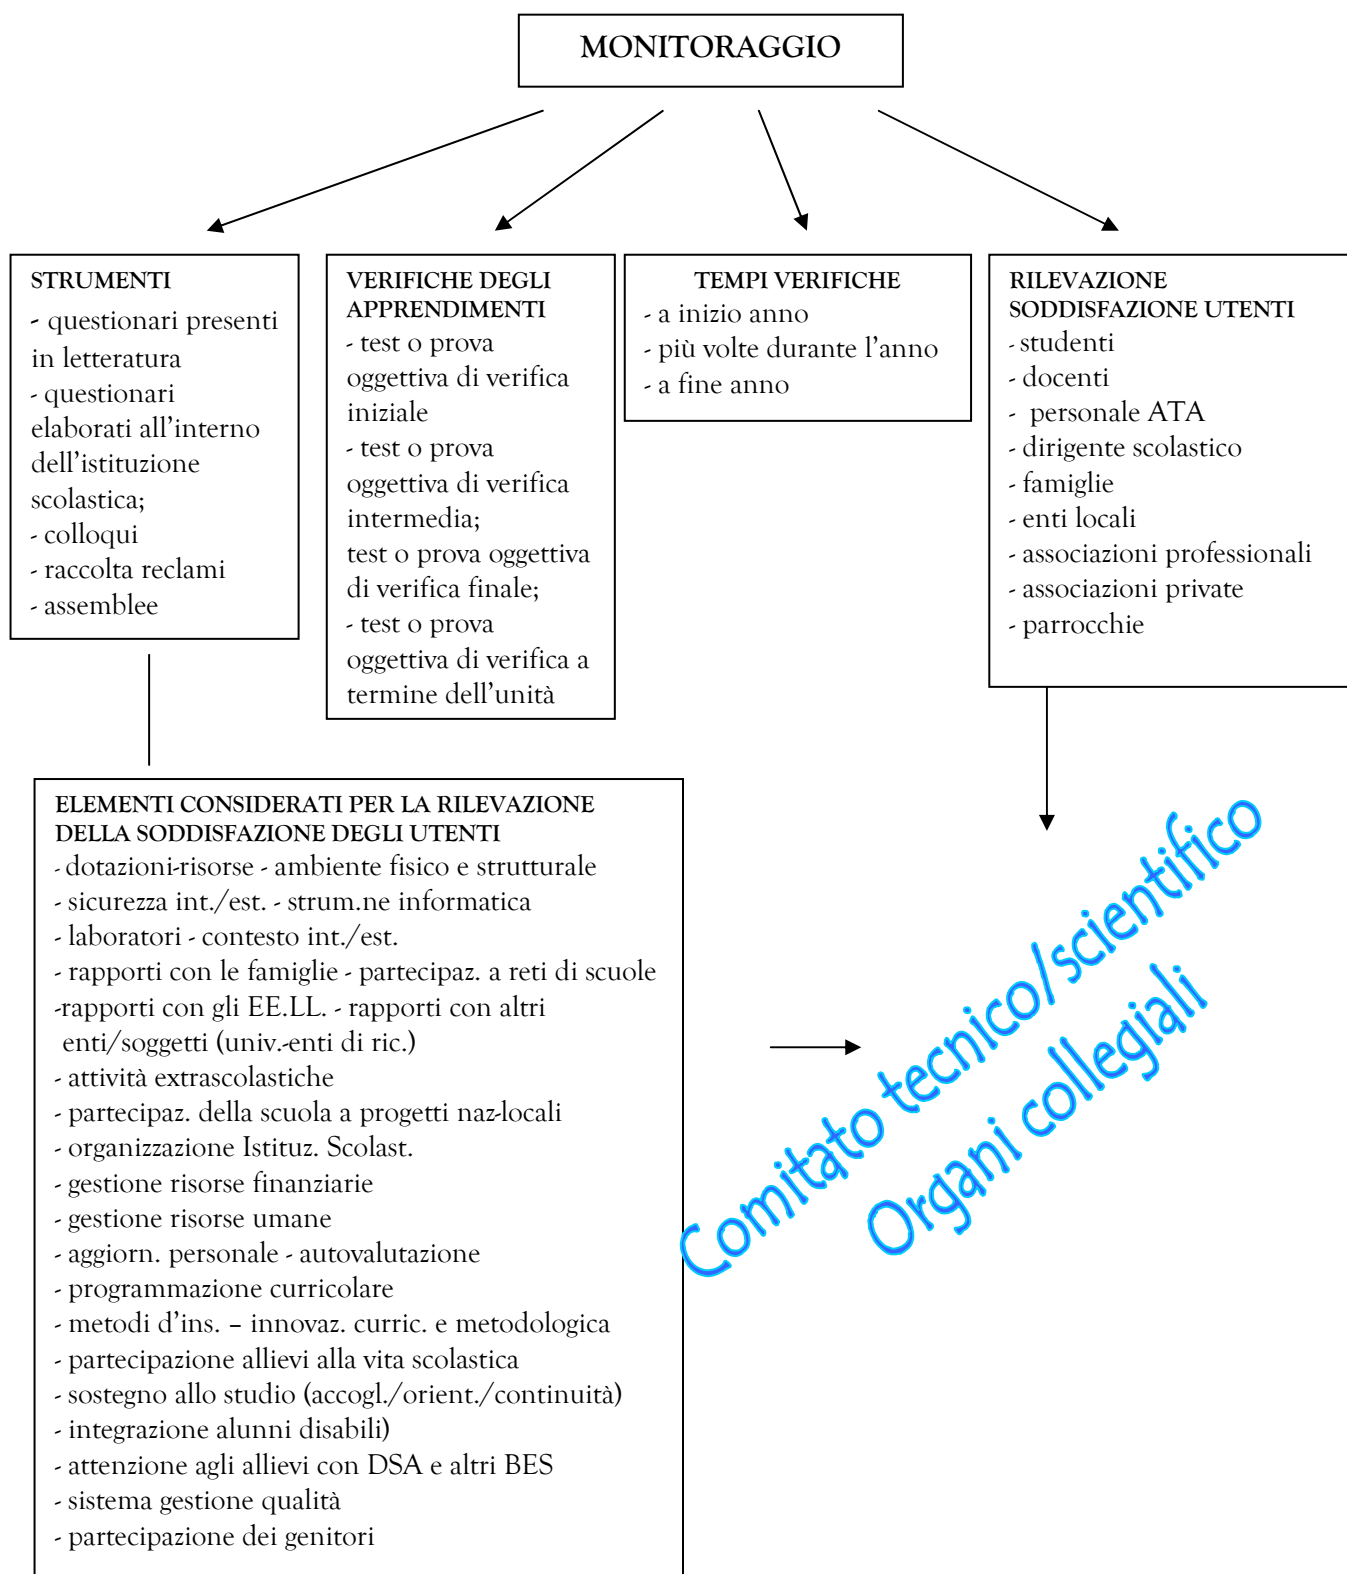 MONITORAGGIO
STRUMENTI
- questionari presenti
in letteratura
- questionari
elaborati all’interno
dell’istituzione
scolastica;
- colloqui
- raccolta reclami
- assemblee
VERIFICHE DEGLI
APPRENDIMENTI
- test o prova
oggettiva di verifica
iniziale
- test o prova
oggettiva di verifica
intermedia;
test o prova oggettiva
di verifica finale;
- test o prova
oggettiva di verifica a
termine dell’unità
TEMPI VERIFICHE
- a inizio anno
- più volte durante l’anno
- a fine anno
RILEVAZIONE
SODDISFAZIONE UTENTI
- studenti
- docenti
- personale ATA
- dirigente scolastico
- famiglie
- enti locali
- associazioni professionali
- associazioni private
- parrocchie
ELEMENTI CONSIDERATI PER LA RILEVAZIONE
DELLA SODDISFAZIONE DEGLI UTENTI
- dotazioni-risorse - ambiente fisico e strutturale
- sicurezza int./est. - strum.ne informatica
- laboratori - contesto int./est.
- rapporti con le famiglie - partecipaz. a reti di scuole
-rapporti con gli EE.LL. - rapporti con altri
enti/soggetti (univ.-enti di ric.)
- attività extrascolastiche
- partecipaz. della scuola a progetti naz-locali
- organizzazione Istituz. Scolast.
- gestione risorse finanziarie
- gestione risorse umane
- aggiorn. personale - autovalutazione
- programmazione curricolare
- metodi d’ins. – innovaz. curric. e metodologica
- partecipazione allievi alla vita scolastica
- sostegno allo studio (accogl./orient./continuità)
- integrazione alunni disabili)
- attenzione agli allievi con DSA e altri BES
- sistema gestione qualità
- partecipazione dei genitori
Comitato tecnico/scientifico
Organi collegiali